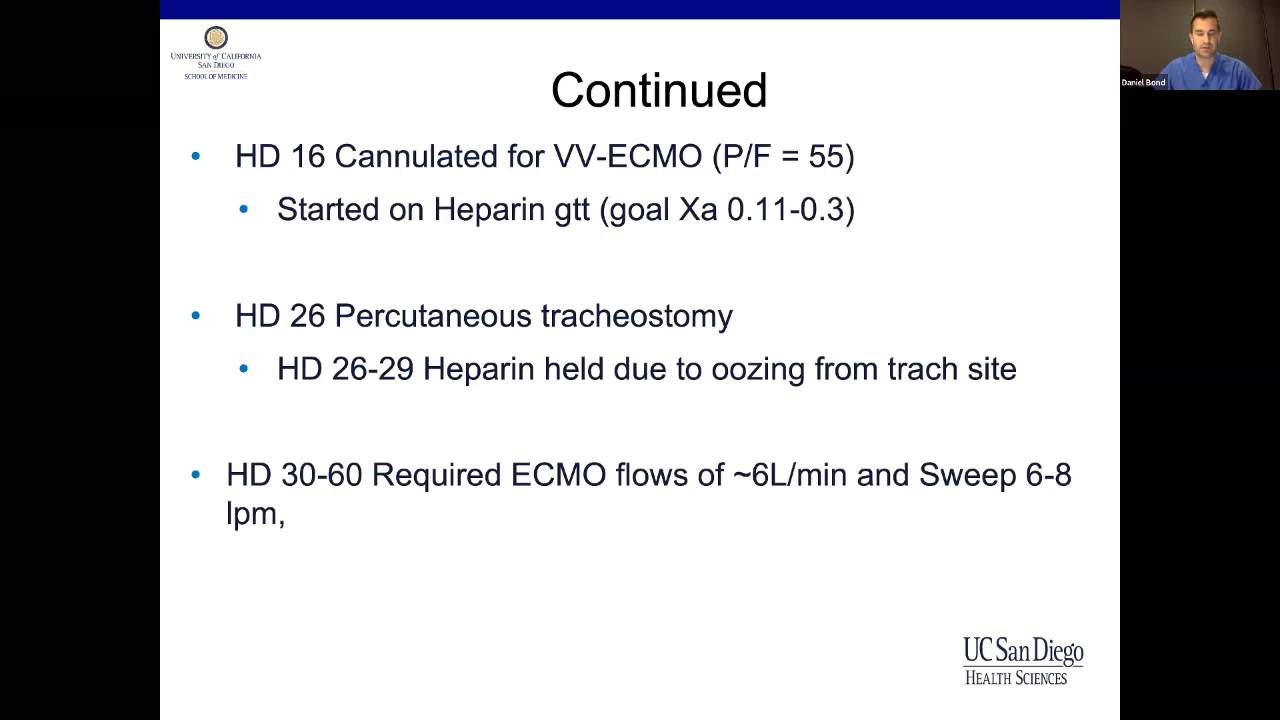 UNIVERSITY of CALIFORNIA
SAN DIEGO
SCHOOL OF MEDICINE
Daniel Bond
Continued
• HD 16 Cannulated for VV-ECMO (P/F = 55)
• Started on Heparin gtt (goal Xa 0.11-0.3)
• HD 26 Percutaneous tracheostomy
• HD 26-29 Heparin held due to oozing from trach site
• HD 30-60 Required ECMO flows of ~6L/min and Sweep 6-8
lpm,
UC San Diego
HEALTH SCIENCES